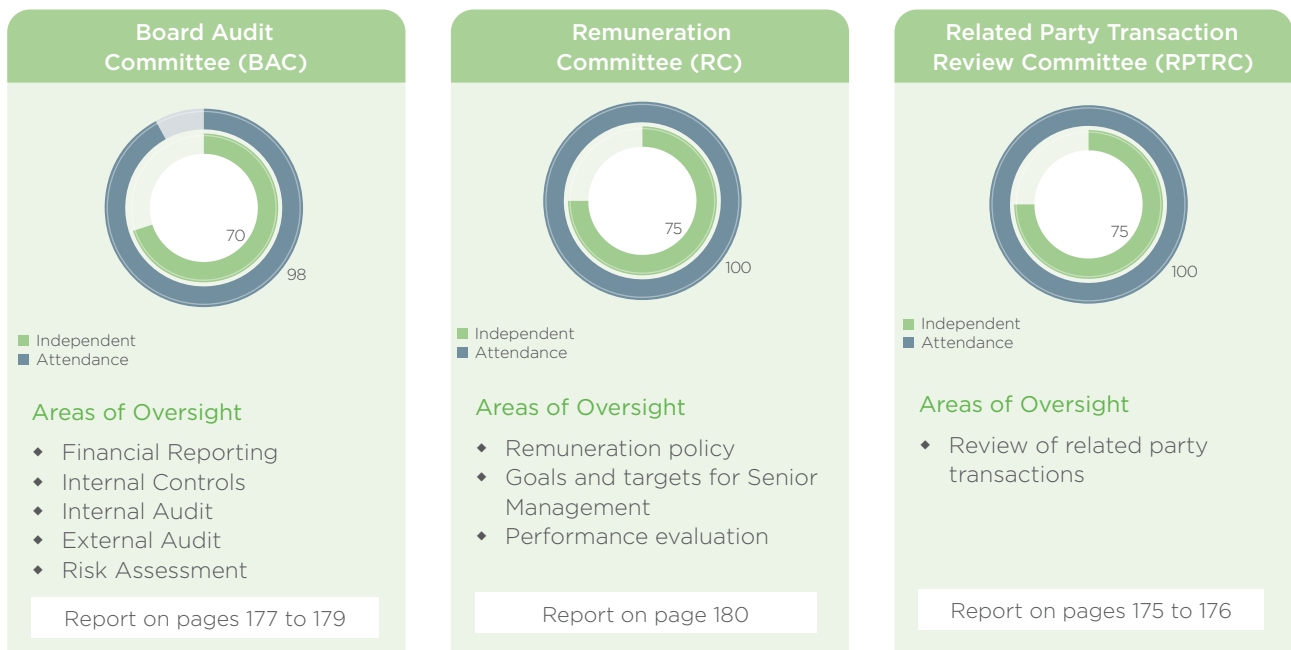 Board Audit
Committee (BAC)
70
98
Independent
Attendance
Areas of Oversight
Financial Reporting
Internal Controls
Internal Audit
External Audit
Risk Assessment
Report on pages 177 to 179
Remuneration
Committee (RC)
75
100
Independent
Attendance
Areas of Oversight
Remuneration policy
Goals and targets for Senior
Management
Performance evaluation
Report on page 180
Related Party Transaction
Review Committee (RPTRC)
75
100
Independent
Attendance
Areas of Oversight
Review of related party
transactions
Report on pages 175 to 176